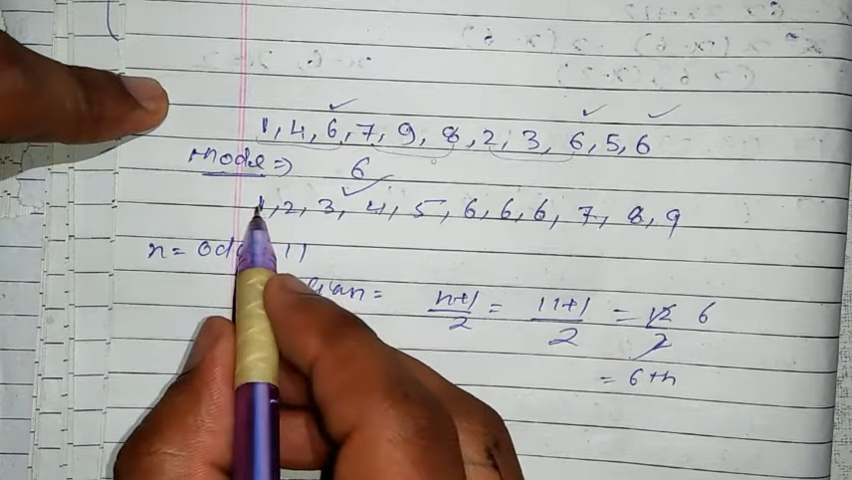 1, 4, 6, 7, 9, 8, 2, 3, 6, 5, 6
Mode => 6
1, 2, 3, 4, 5, 6, 6, 6, 7, 8, 9
n = 11
= n+1/2 = 11+1/2 = 12/2 6
= 6th